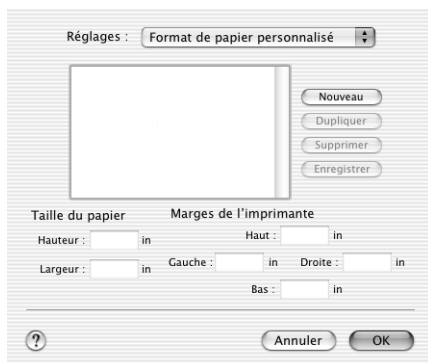 Réglages : Format de papier personnalisé
Nouveau
Dupliquer
Supprimer
Enregistrer
Taille du papier
Hauteur : in
Largeur : in
Marges de l'imprimante
Haut : in
Gauche : in Droite : in
Bas : in
? Annuler OK